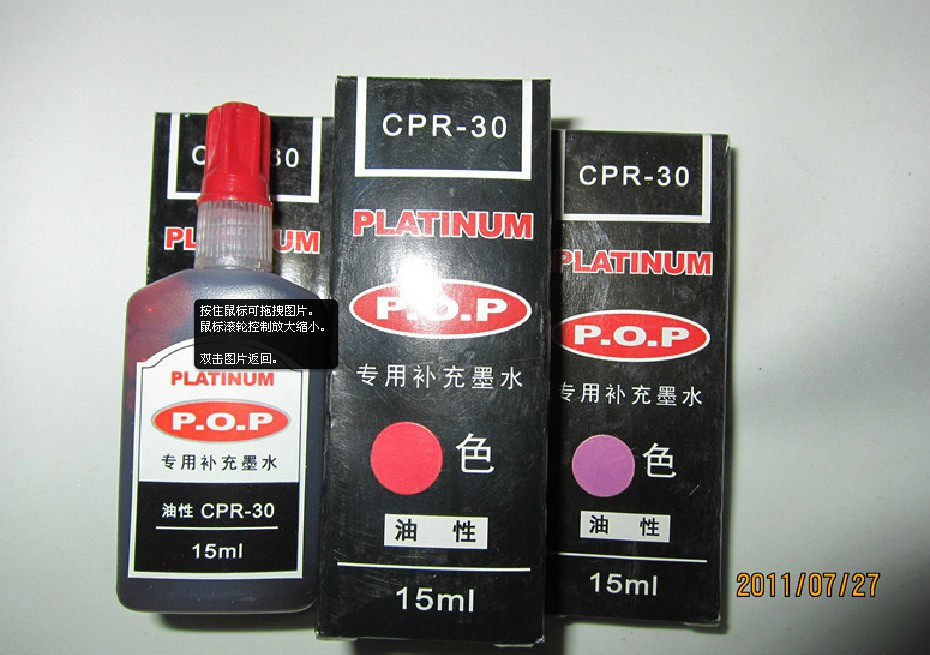 CPR-30
PLATINUM
P.O.P
专用补充墨水
色
油 性
15ml
CPR-30
PLATINUM
P.O.P
专用补充墨水
色
油 性
15ml
按住鼠标可拖拽图片。
鼠标滚轮控制放大缩小。
双击图片返回。
PLATINUM
P.O.P
专用补充墨水
油性 CPR-30
15ml
2011/07/27